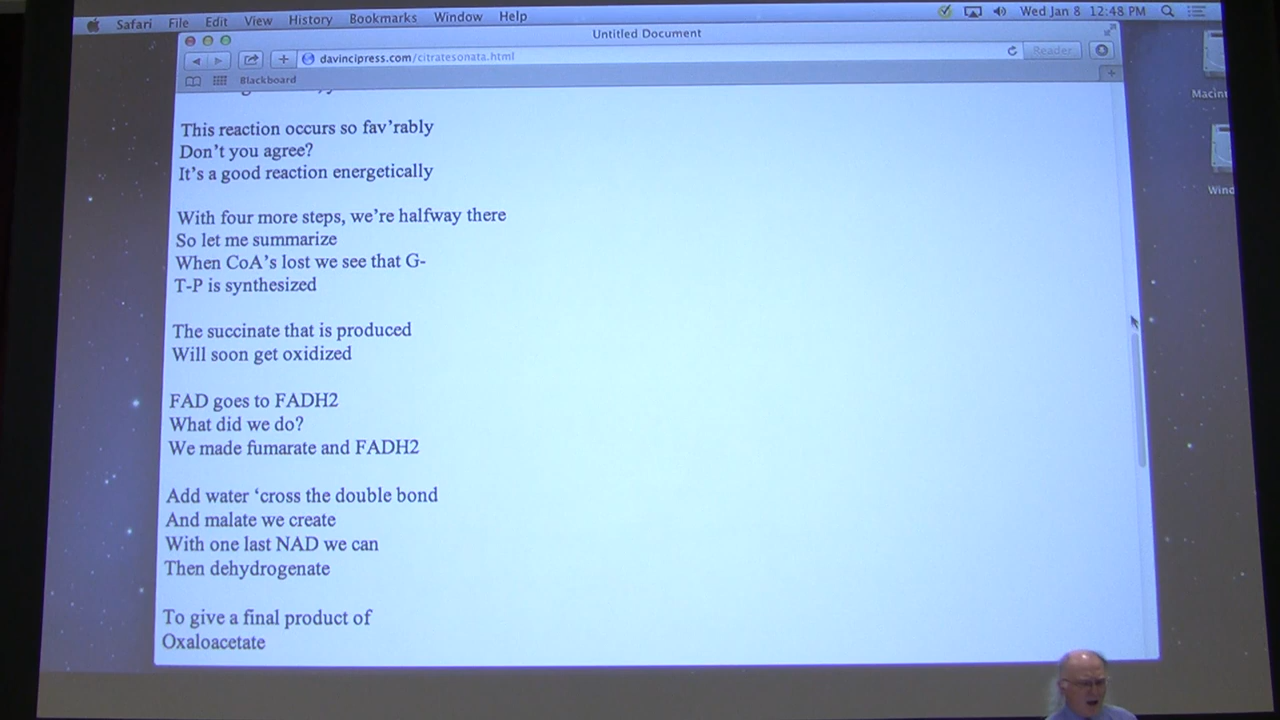 Safari File Edit View History Bookmarks Window Help Wed Jan 8 12:48 PM
Untitled Document
davincipress.com/citratesonata.html Reader
Blackboard
This reaction occurs so fav’rably
Don’t you agree?
It’s a good reaction energetically
With four more steps, we’re halfway there
So let me summarize
When CoA’s lost we see that G-
T-P is synthesized
The succinate that is produced
Will soon get oxidized
FAD goes to FADH2
What did we do?
We made fumarate and FADH2
Add water ‘cross the double bond
And malate we create
With one last NAD we can
Then dehydrogenate
To give a final product of
Oxaloacetate
Macin
Winc